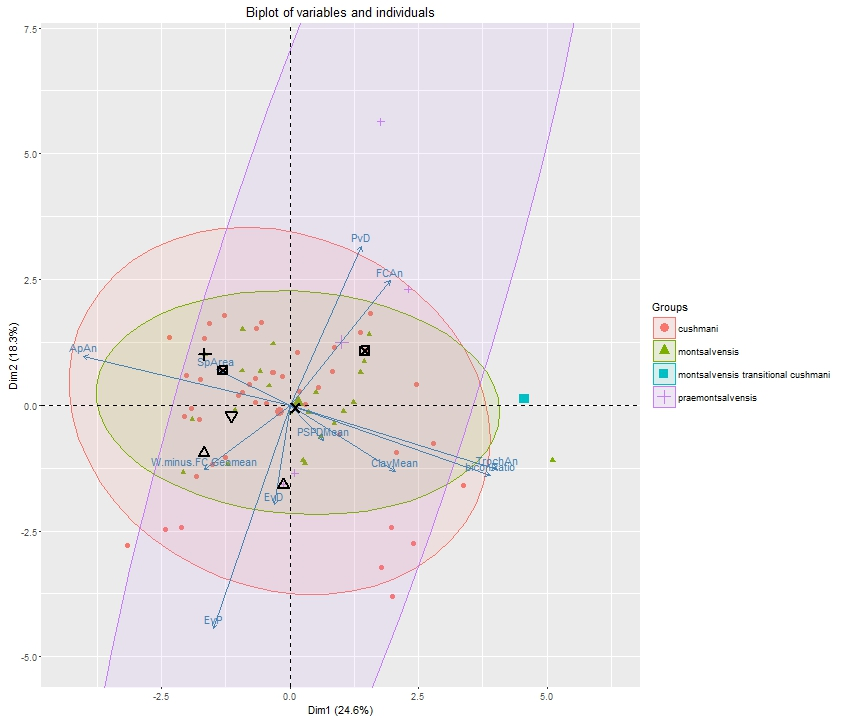 Biplot of variables and individuals
7.5
5.0
2.5
0.0
-2.5
-5.0
Dim2 (18.3%)
PvD
FCAn
ApAn
SpArea
PSPDMean
W.minus.FC.Geomean
ClayMean
TrochAn
biconRatio
EvD
EvP
-2.5
0.0
2.5
5.0
Dim1 (24.6%)
Groups
cushmani
montsalvensis
montsalvensis transitional cushmani
praemontsalvensis